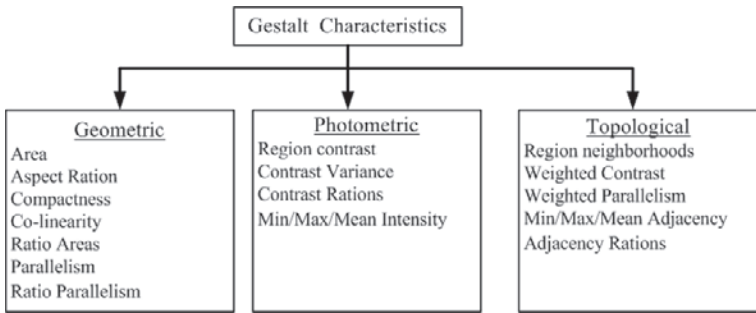 Gestalt Characteristics
Geometric
Area
Aspect Ration
Compactness
Co-linearity
Ratio Areas
Parallelism
Ratio Parallelism
Photometric
Region contrast
Contrast Variance
Contrast Rations
Min/Max/Mean Intensity
Topological
Region neighborhoods
Weighted Contrast
Weighted Parallelism
Min/Max/Mean Adjacency
Adjacency Rations